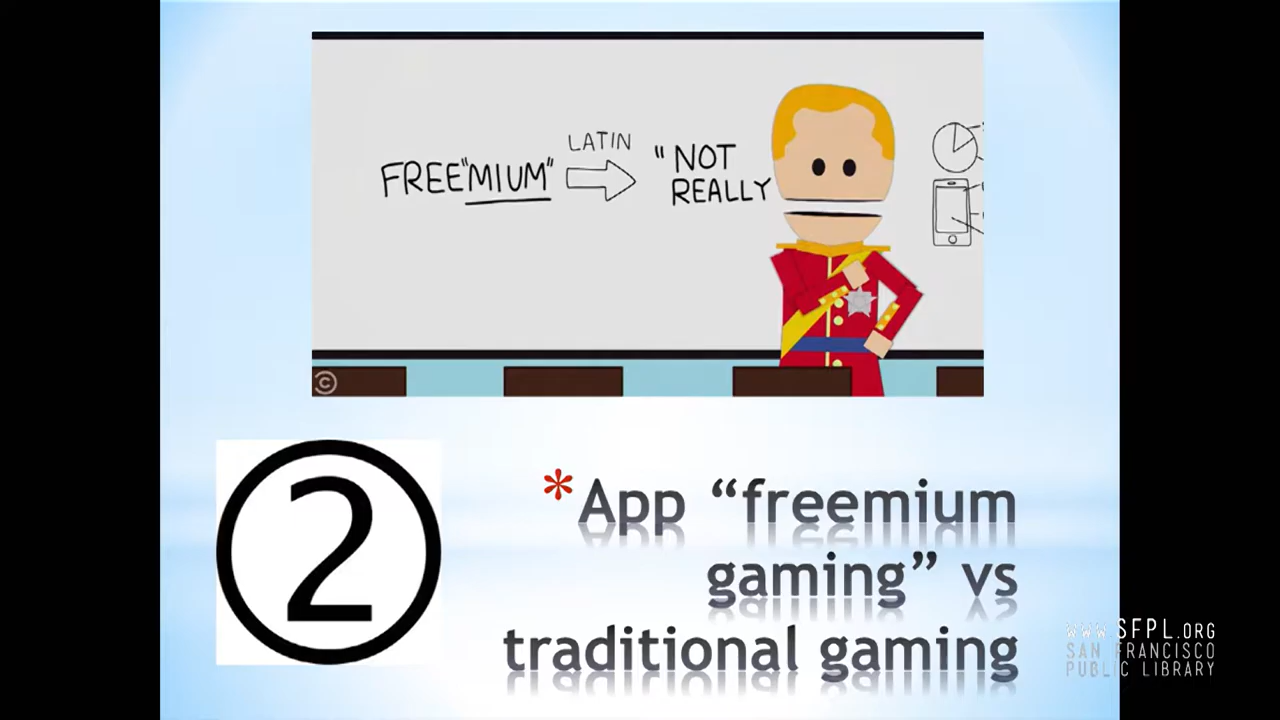 LATIN
FREE"MIUM"
"NOT
REALLY
©
2
*App “freemium
gaming” vs
traditional gaming
WWW.SFPL.ORG
SAN FRANCISCO
PUBLIC LIBRARY